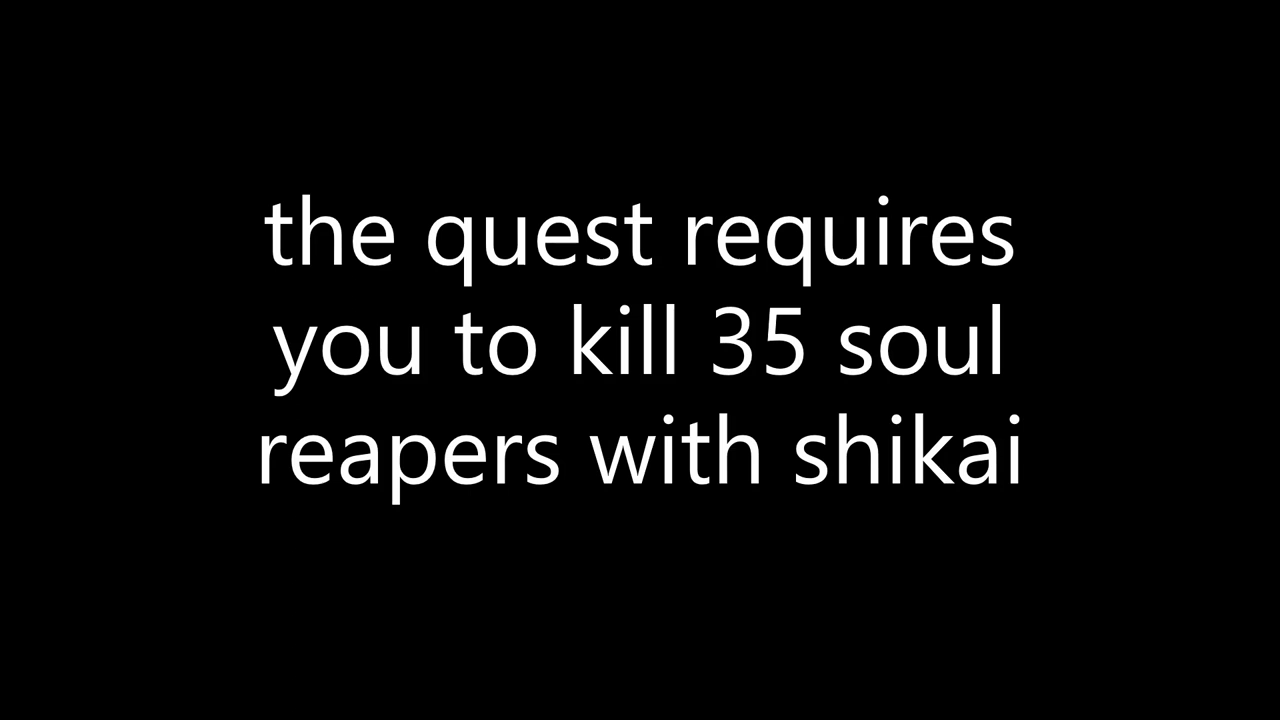 the quest requires
you to kill 35 soul
reapers with shikai